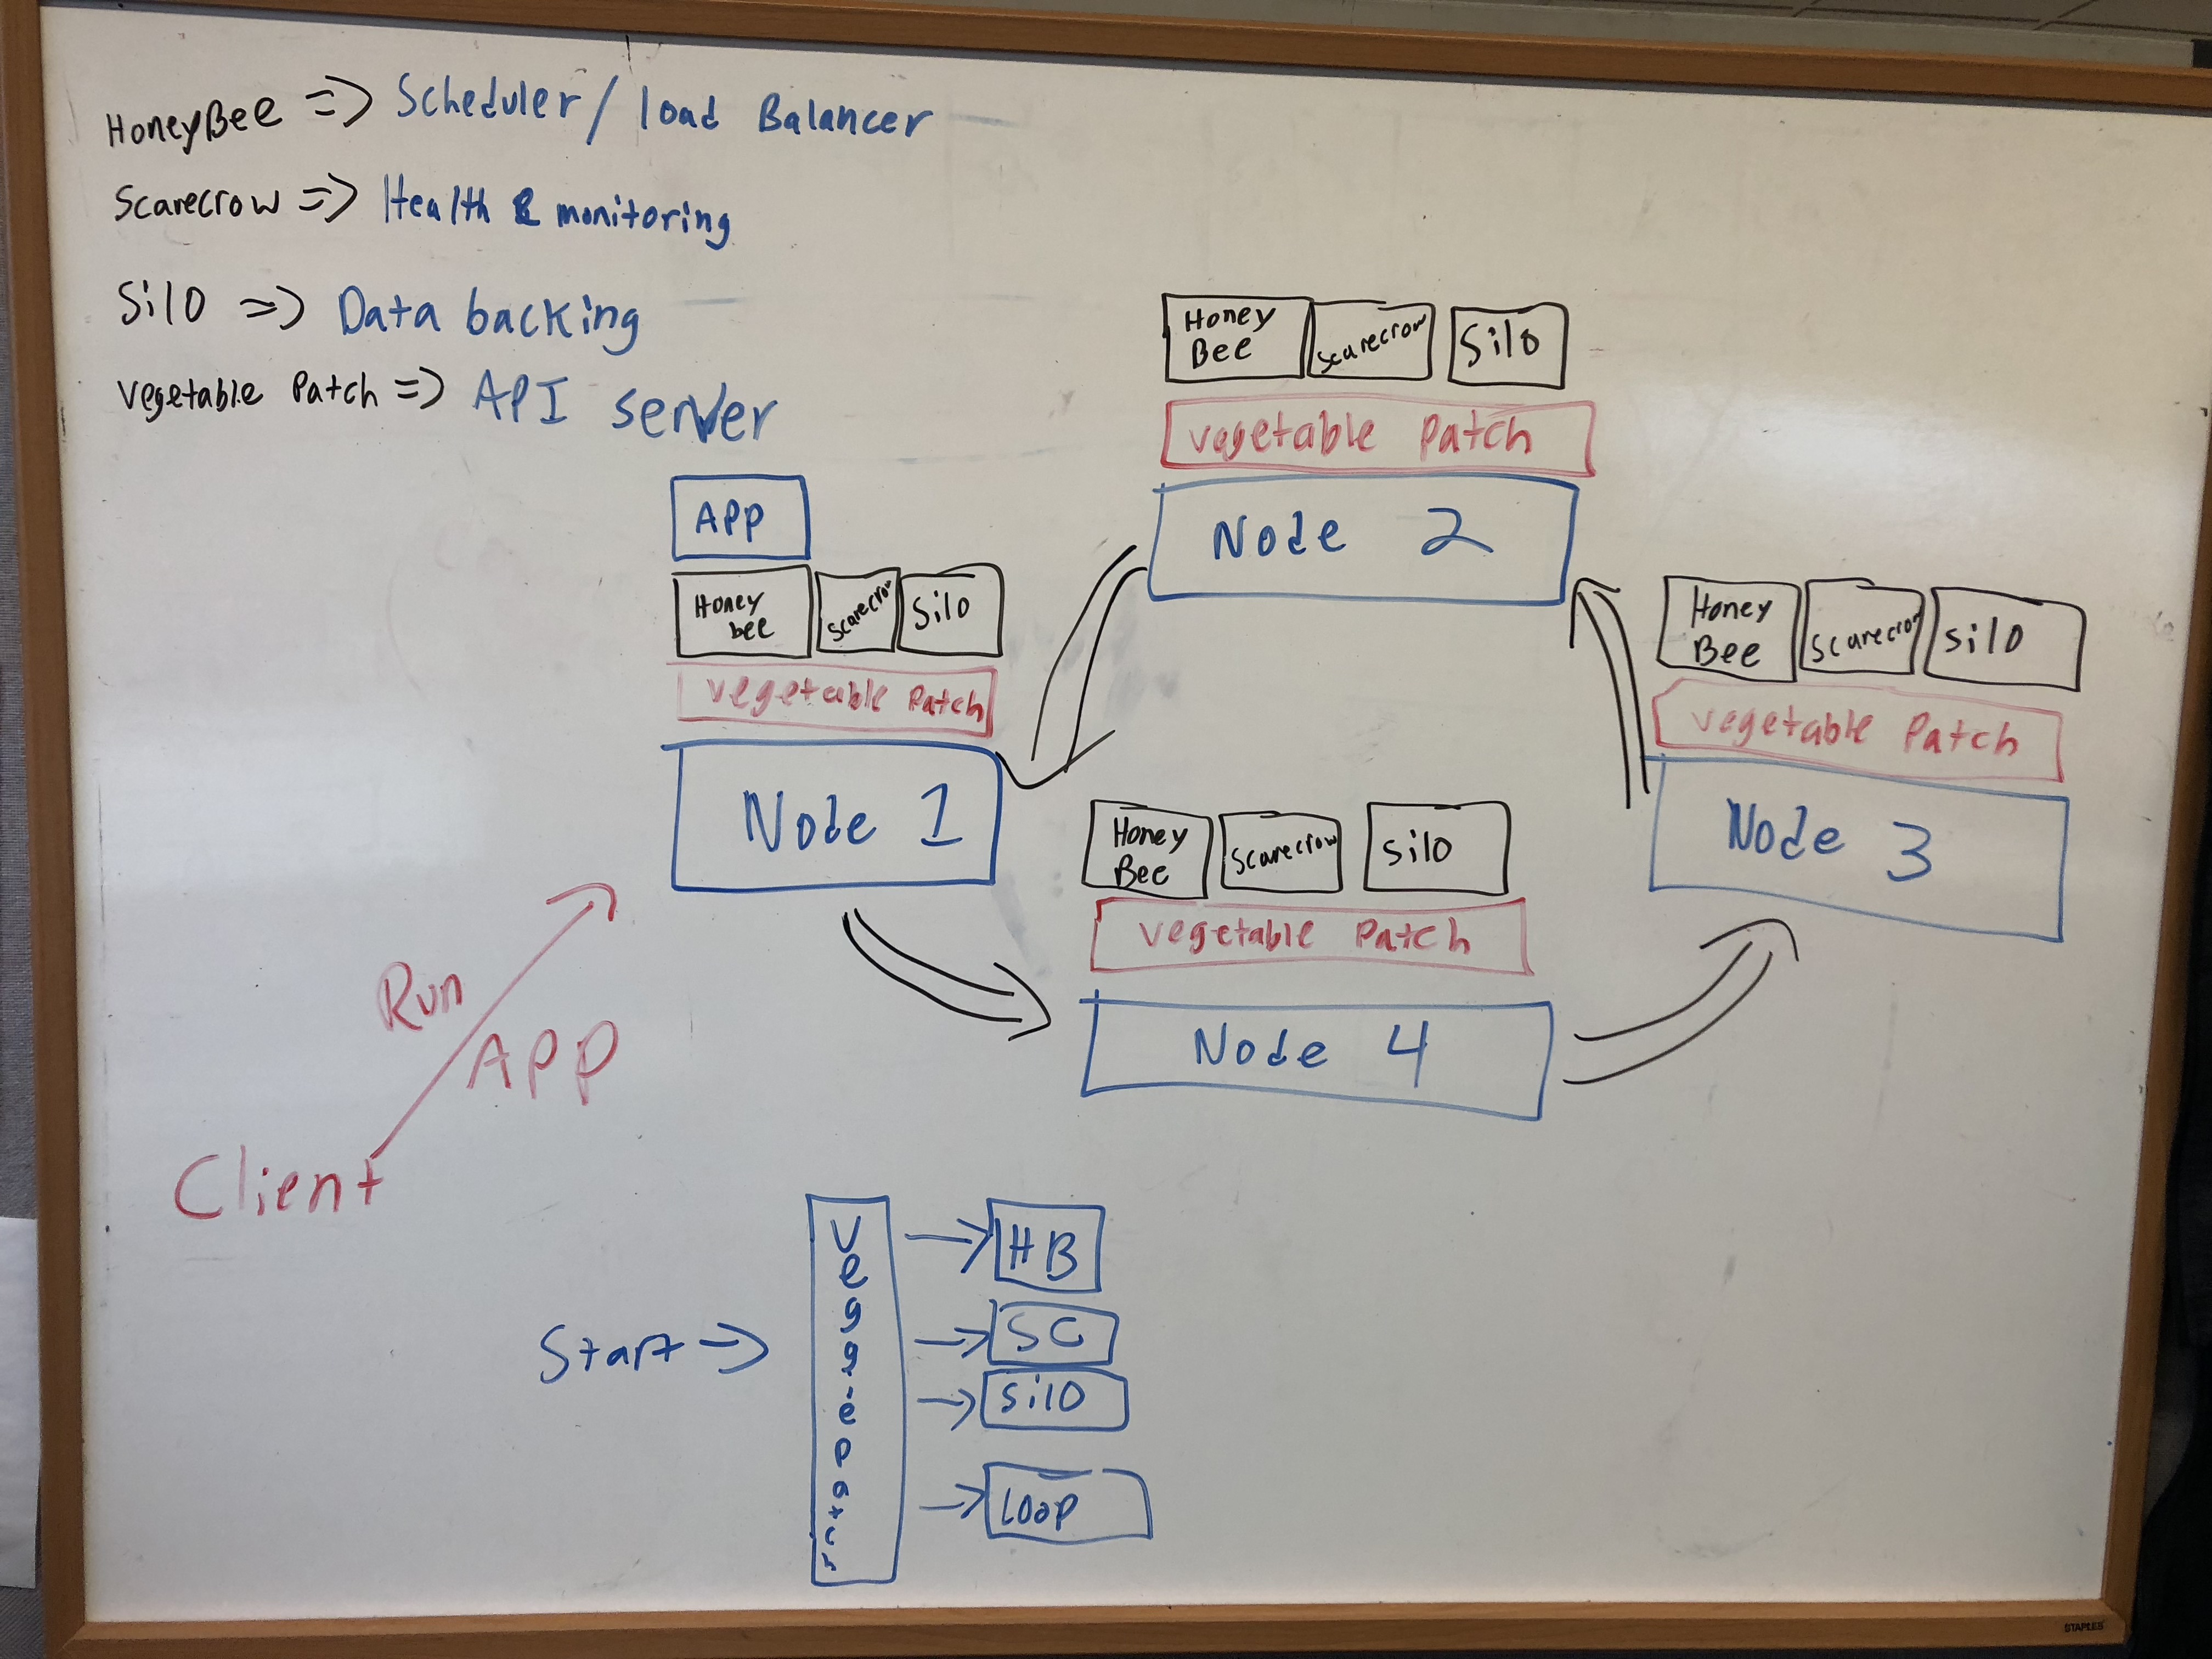 HoneyBee => Scheduler / load Balancer
Scarecrow => Health & monitoring
Silo => Data backing
Vegetable Patch => API server
APP
Honey bee
Scarecrow
Silo
Vegetable Patch
Node 1
Honey Bee
Scarecrow
Silo
Vegetable Patch
Node 2
Honey Bee
Scarecrow
Silo
Vegetable Patch
Node 3
Honey Bee
Scarecrow
Silo
Vegetable Patch
Node 4
Run APP
Client
Start =>
VeggiePatch
HB
SC
Silo
Loop
STAPLES